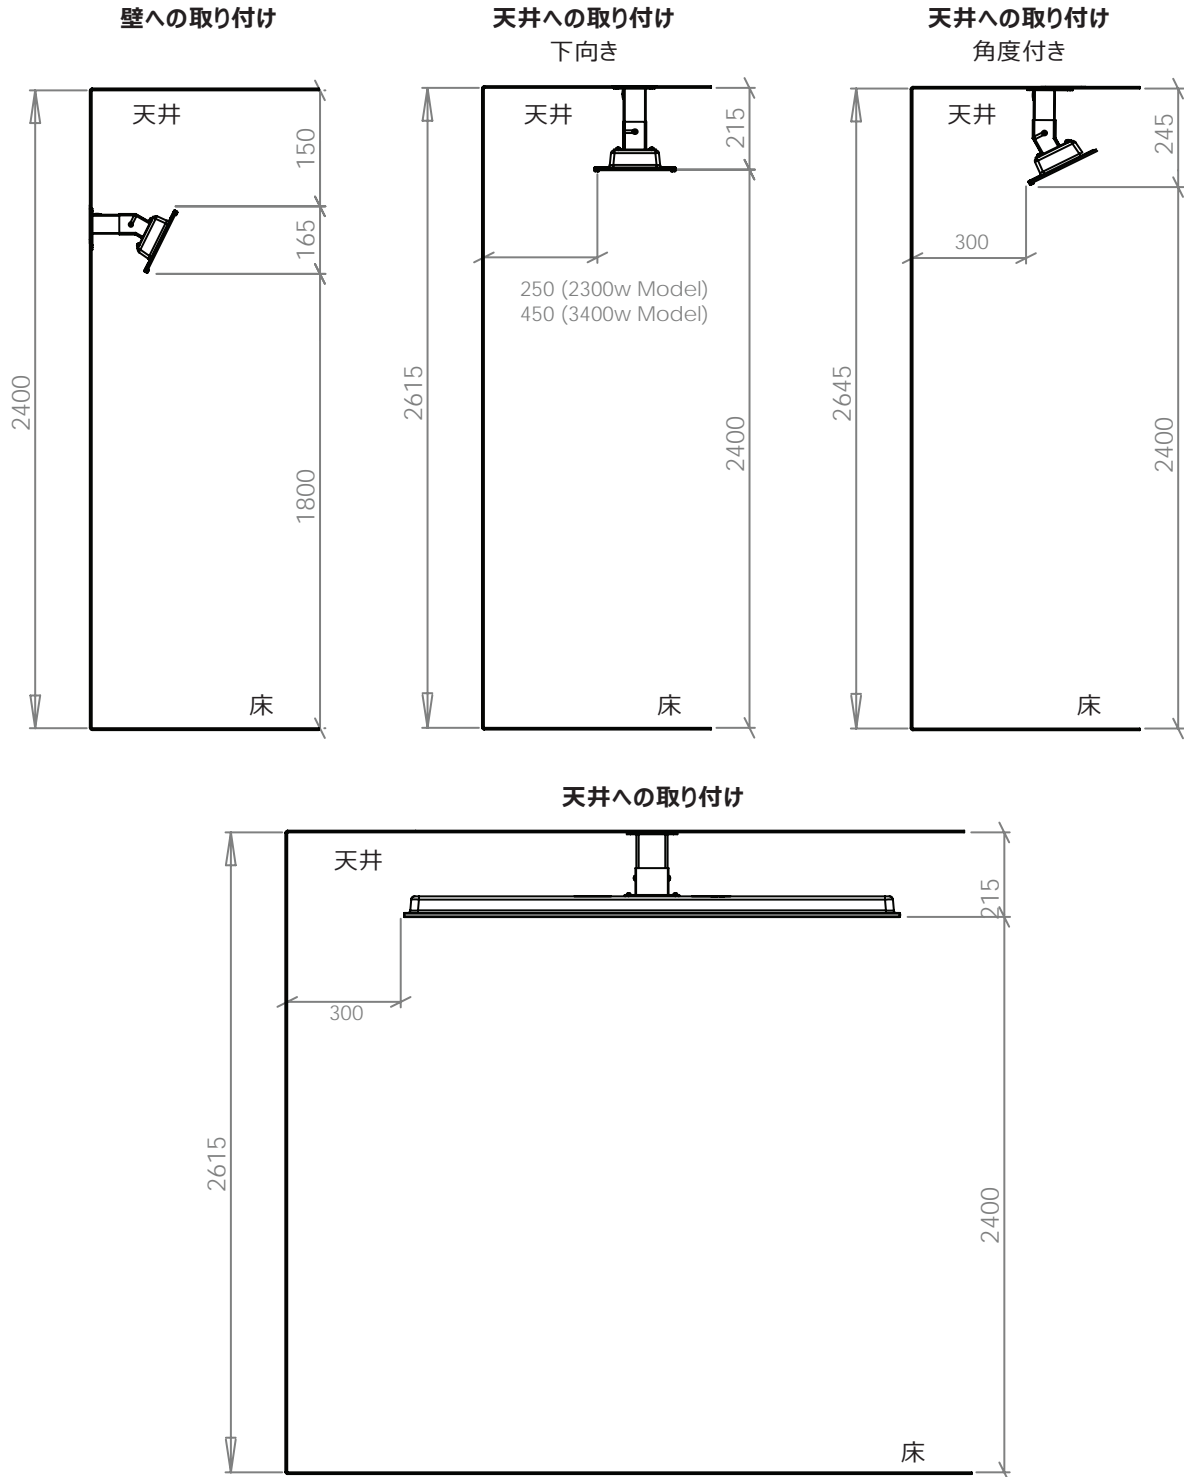 壁への取り付け
天井
150
165
2400
1800
床
天井への取り付け
下向き
天井
215
250 (2300w Model)
450 (3400w Model)
2615
2400
床
天井への取り付け
角度付き
天井
245
300
2645
2400
床
天井への取り付け
天井
215
300
2615
2400
床